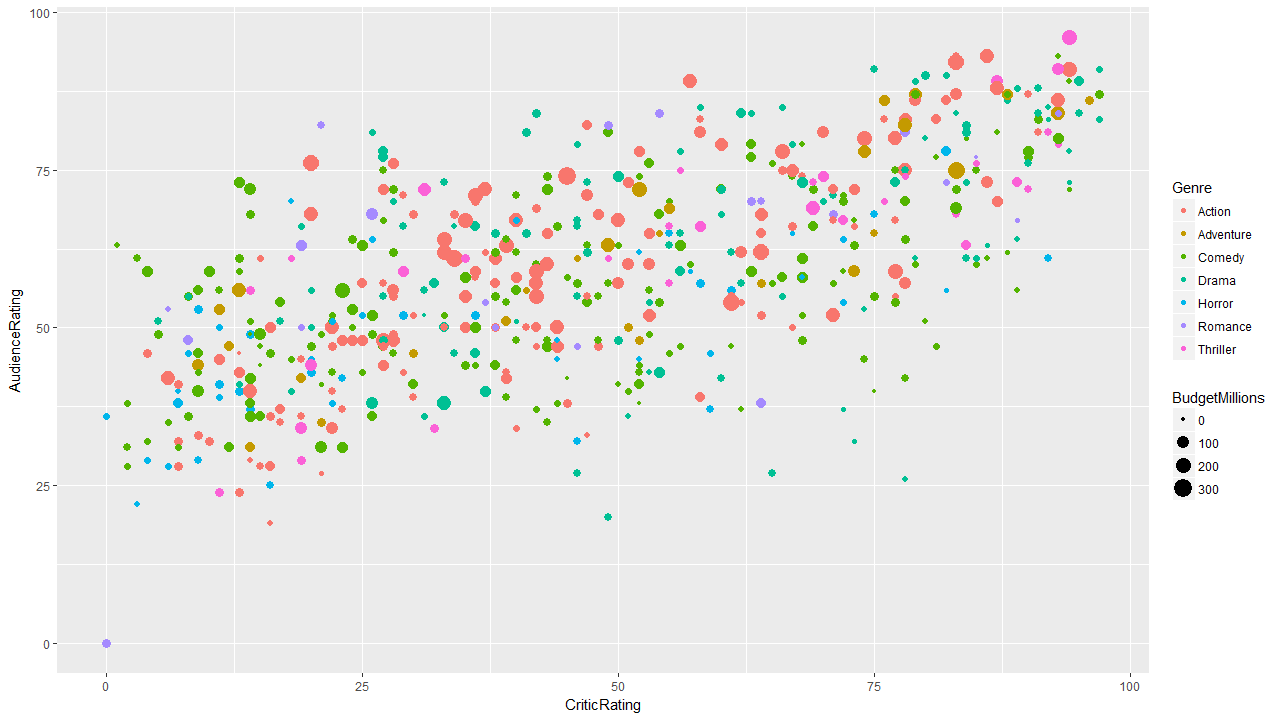 100
75
50
25
0
AudienceRating
0 25 50 75 100
CriticRating
Genre
Action
Adventure
Comedy
Drama
Horror
Romance
Thriller
BudgetMillions
0
100
200
300